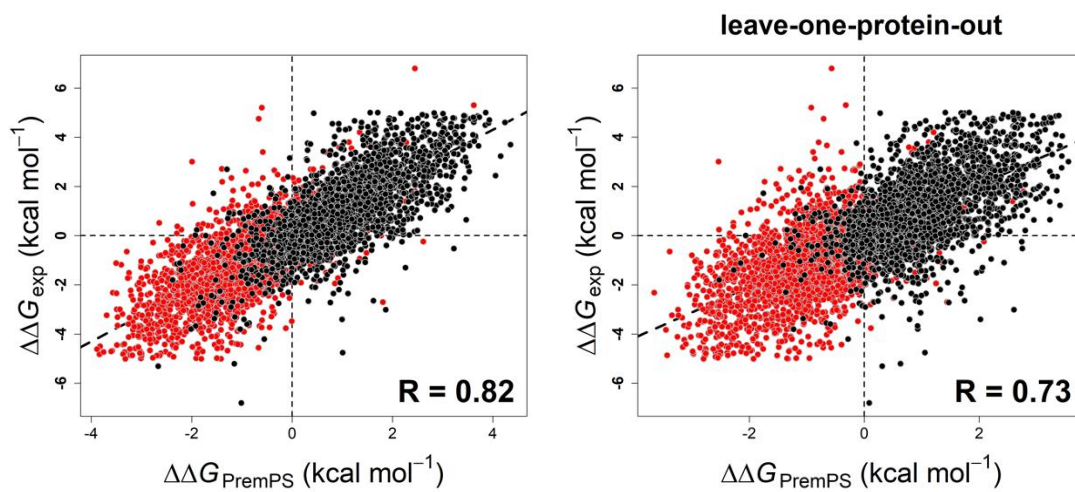 leave-one-protein-out
ΔΔGexp (kcal mol⁻¹)
6
4
2
0
-2
-4
-6
R = 0.82
-4 -2 0 2 4
ΔΔGPremPS (kcal mol⁻¹)
ΔΔGexp (kcal mol⁻¹)
6
4
2
0
-2
-4
-6
R = 0.73
-2 0 2
ΔΔGPremPS (kcal mol⁻¹)